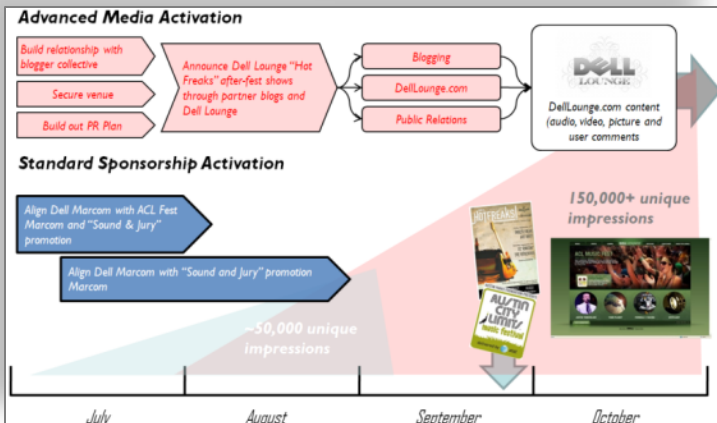 Advanced Media Activation
Build relationship with
blogger collective
Secure venue
Build out PR Plan
Announce Dell Lounge "Hot
Freaks" after-fest shows
through partner blogs and
Dell Lounge
Blogging
DellLounge.com
Public Relations
DELL
LOUNGE
DellLounge.com content
(audio, video, picture and
user comments
Standard Sponsorship Activation
Align Dell Marcom with ACL Fest
Marcom and "Sound & Jury"
promotion
Align Dell Marcom with "Sound and Jury" promotion
Marcom
~50,000 unique
impressions
150,000+ unique
impressions
HOTFREAKS!
AUSTIN
CITY
LIMITS
music festival
ACL MUSIC FEST
July
August
September
October